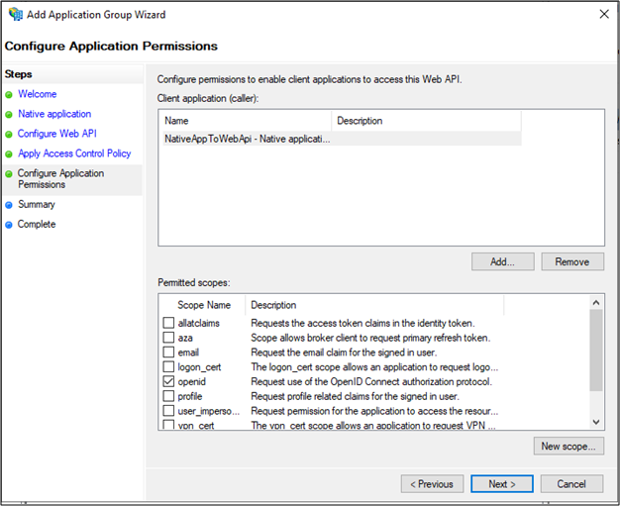 Add Application Group Wizard
Configure Application Permissions
Steps
Welcome
Native application
Configure Web API
Apply Access Control Policy
Configure Application
Permissions
Summary
Complete
Configure permissions to enable client applications to access this Web API.
Client application (caller):
Name Description
NativeAppToWebApi - Native applicati...
Add... Remove
Permitted scopes:
Scope Name Description
allatclaims Requests the access token claims in the identity token.
aza Scope allows broker client to request primary refresh token.
email Request the email claim for the signed in user.
logon_cert The logon_cert scope allows an application to request logo...
openid Request use of the OpenID Connect authorization protocol.
profile Request profile related claims for the signed in user.
user_imperso... Request permission for the application to access the resour...
vpn_cert The vpn_cert scope allows an application to request VPN ...
New scope...
< Previous Next > Cancel